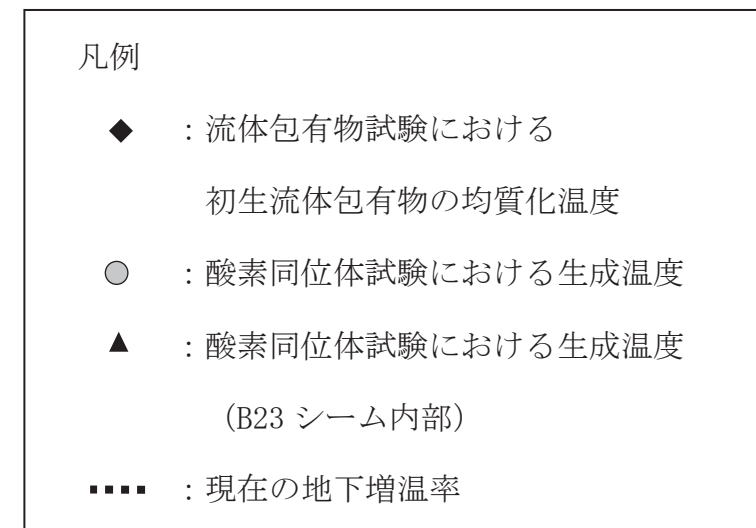 凡例
◆ ：流体包有物試験における
初生流体包有物の均質化温度
● ：酸素同位体試験における生成温度
▲ ：酸素同位体試験における生成温度
（B23 シーム内部）
▪▪▪▪ ：現在の地下増温率